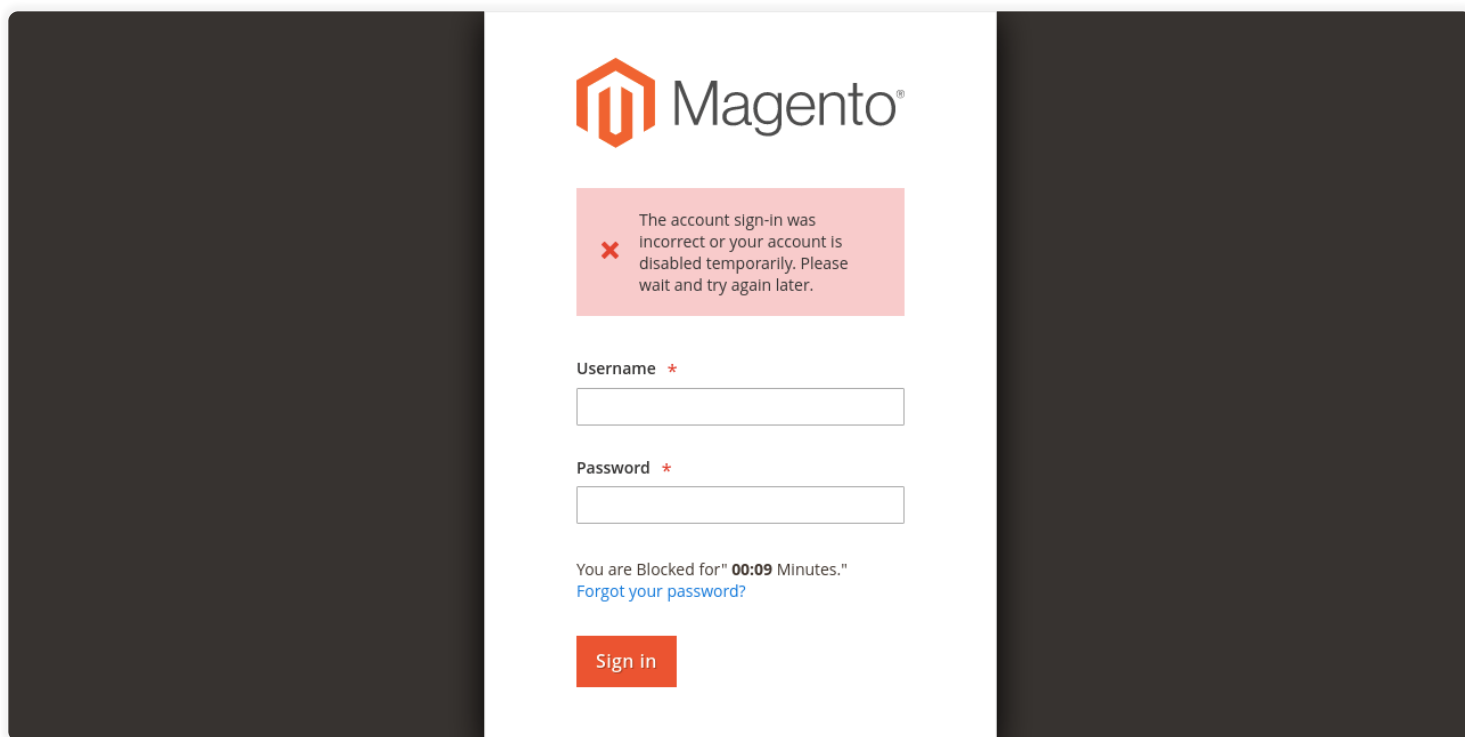 Magento®
The account sign-in was
incorrect or your account is
disabled temporarily. Please
wait and try again later.
Username *
Password *
You are Blocked for" 00:09 Minutes."
Forgot your password?
Sign in